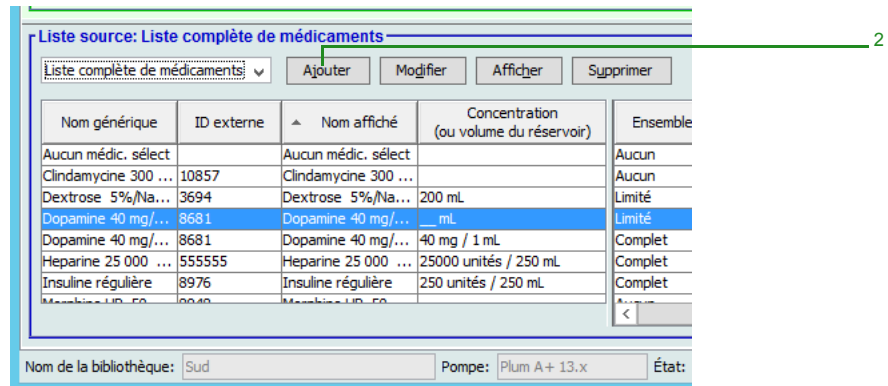 Liste source: Liste complète de médicaments
2
Liste complète de médicaments Ajouter Modifier Afficher Supprimer
Nom générique ID externe Nom affiché Concentration (ou volume du réservoir) Ensemble
Aucun médic. sélect Aucun médic. sélect Aucun
Clindamycine 300 ... 10857 Clindamycine 300 ... Aucun
Dextrose 5%/Na... 3694 Dextrose 5%/Na... 200 mL Limité
Dopamine 40 mg/... 8681 Dopamine 40 mg/... __ mL Limité
Dopamine 40 mg/... 8681 Dopamine 40 mg/... 40 mg / 1 mL Complet
Heparine 25 000 ... 555555 Heparine 25 000 ... 25000 unités / 250 mL Complet
Insuline régulière 8976 Insuline régulière 250 unités / 250 mL Complet
Nom de la bibliothèque: Sud Pompe: Plum A+ 13.x État: